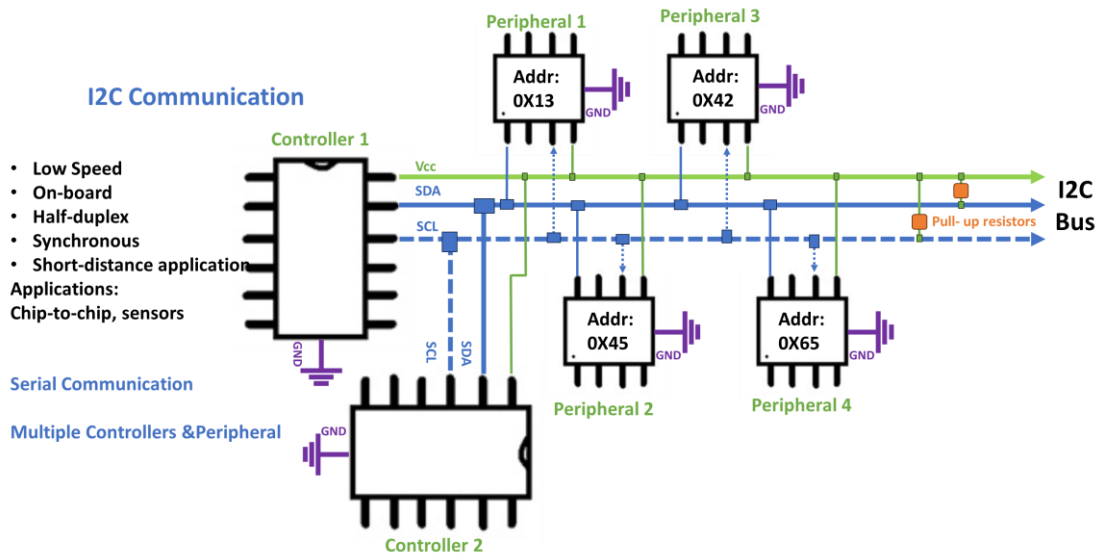 Peripheral 1
Peripheral 3
I2C Communication
Addr:
0X13
GND
Addr:
0X42
GND
Controller 1
• Low Speed
• On-board
• Half-duplex
• Synchronous
• Short-distance application
Applications:
Chip-to-chip, sensors
Vcc
SDA
SCL
I2C
Bus
Pull- up resistors
Addr:
0X45
GND
Addr:
0X65
GND
GND
SCL
SDA
Serial Communication
Peripheral 2
Peripheral 4
Multiple Controllers &Peripheral
GND
Controller 2